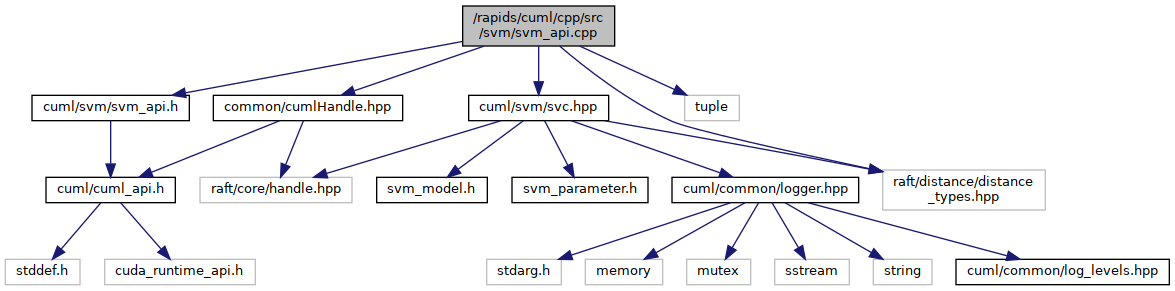 /rapids/cuml/cpp/src
/svm/svm_api.cpp
cuml/svm/svm_api.h
common/cumlHandle.hpp
cuml/svm/svc.hpp
tuple
cuml/cuml_api.h
raft/core/handle.hpp
svm_model.h
svm_parameter.h
cuml/common/logger.hpp
raft/distance/distance
_types.hpp
stddef.h
cuda_runtime_api.h
stdarg.h
memory
mutex
sstream
string
cuml/common/log_levels.hpp